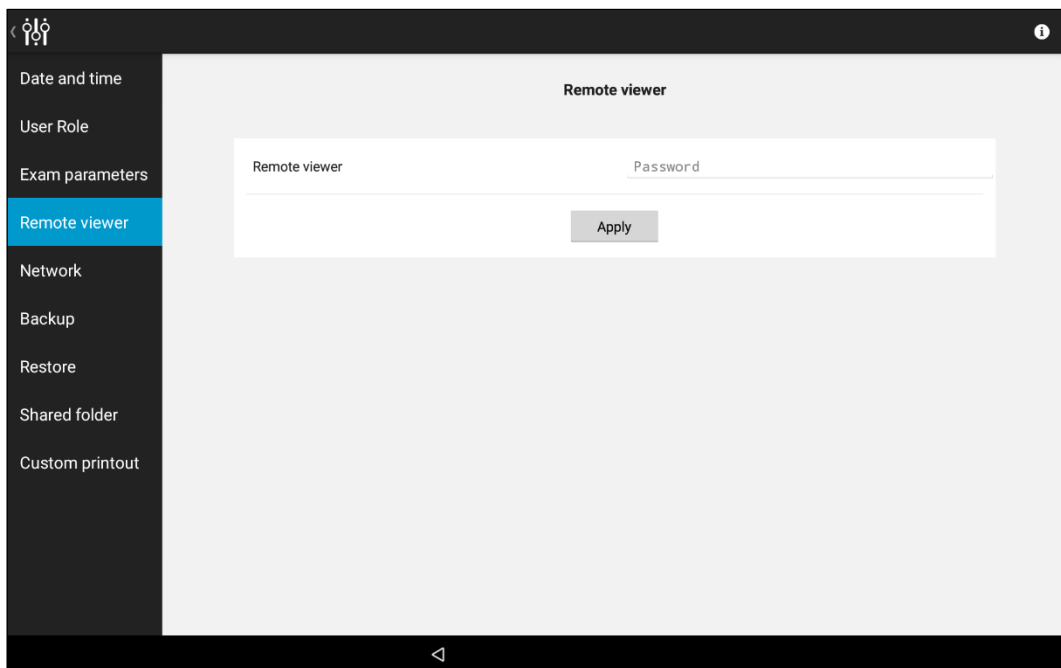 Date and time
User Role
Exam parameters
Remote viewer
Network
Backup
Restore
Shared folder
Custom printout
Remote viewer
Remote viewer Password
Apply